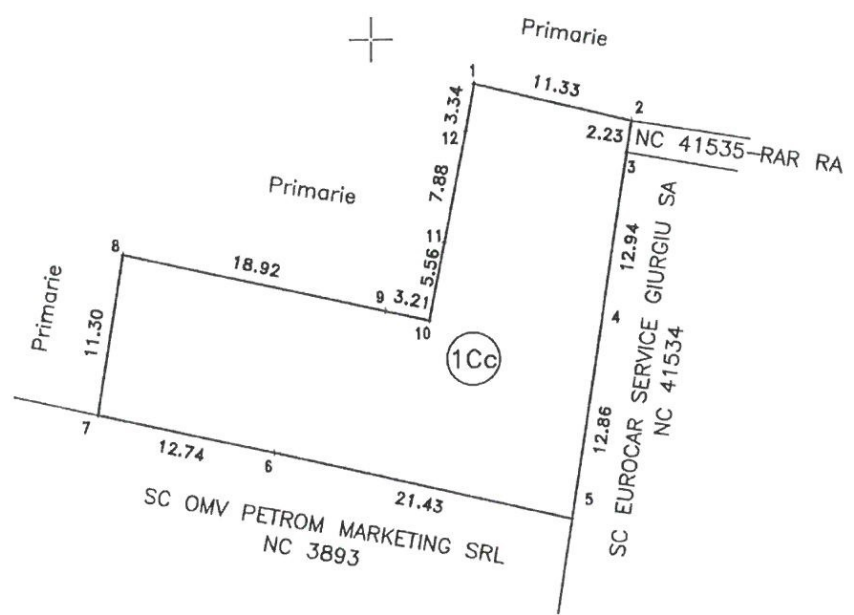 Primarie
1
11.33
2
3.34
12
2.23
NC 41535-RAR RA
3
7.88
Primarie
11
5.56
8
18.92
9
3.21
10
12.94
4
SC EUROCAR SERVICE GIURGIU SA
NC 41534
Primarie
11.30
1Cc
12.86
7
12.74
6
21.43
5
SC OMV PETROM MARKETING SRL
NC 3893